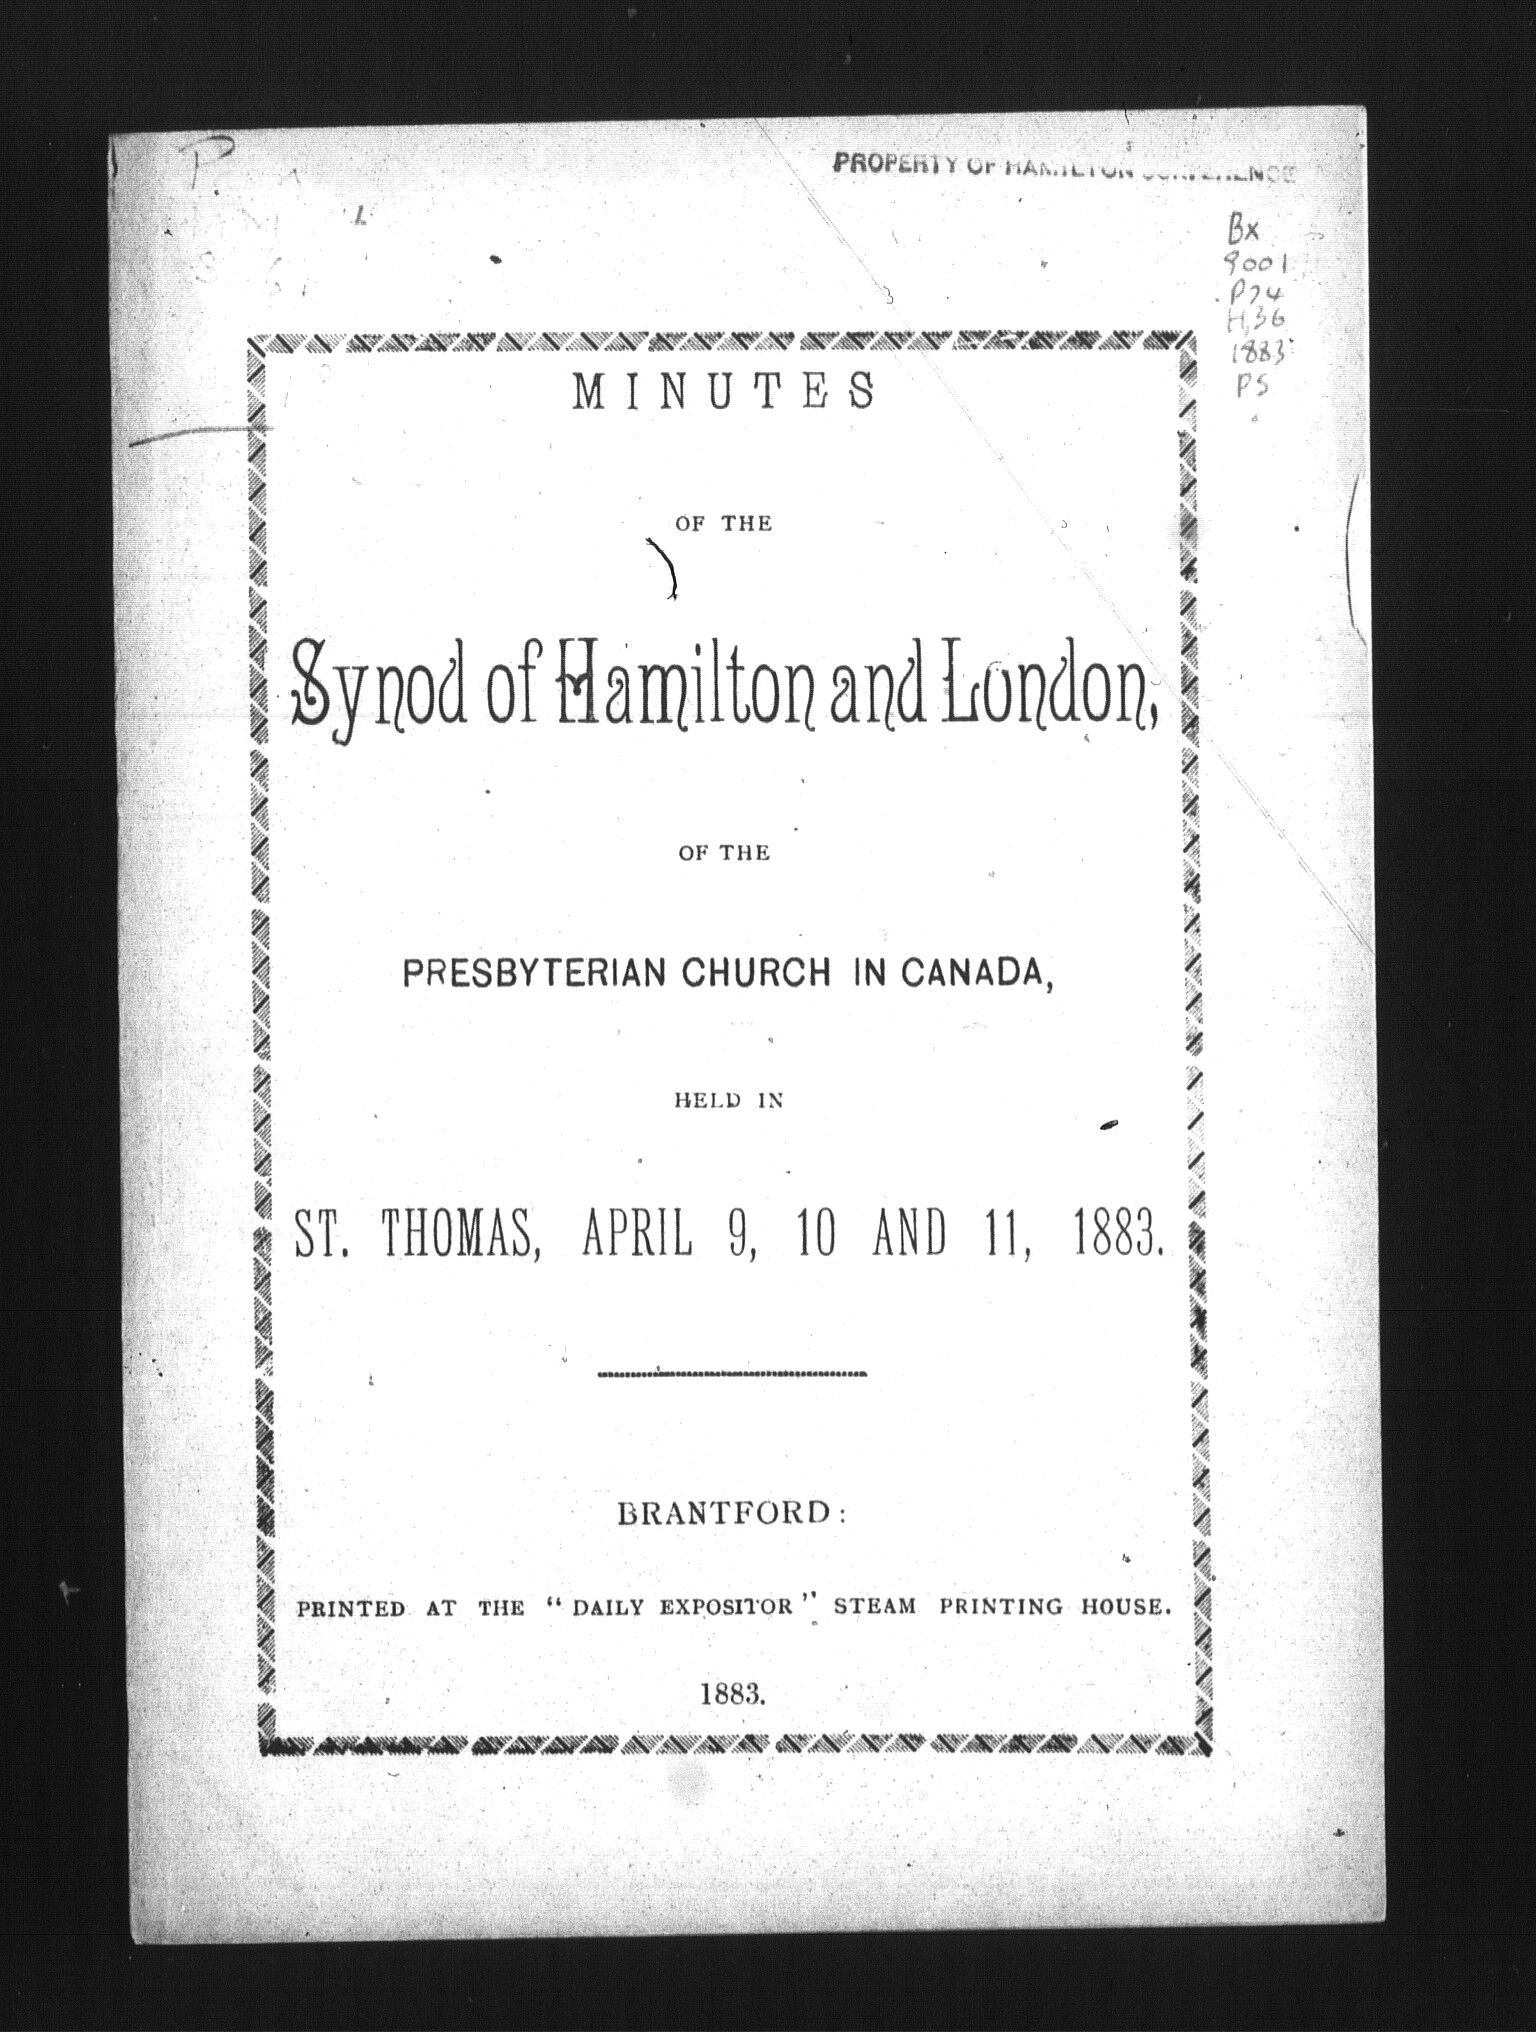 PROPERTY OF HAMILTON CONFERENCE
Bx
9001
P74
H36
1883
P5
MINUTES
OF THE
Synod of Hamilton and London,
OF THE
PRESBYTERIAN CHURCH IN CANADA,
HELD IN
ST. THOMAS, APRIL 9, 10 AND 11, 1883.
BRANTFORD:
PRINTED AT THE "DAILY EXPOSITOR" STEAM PRINTING HOUSE.
1883.